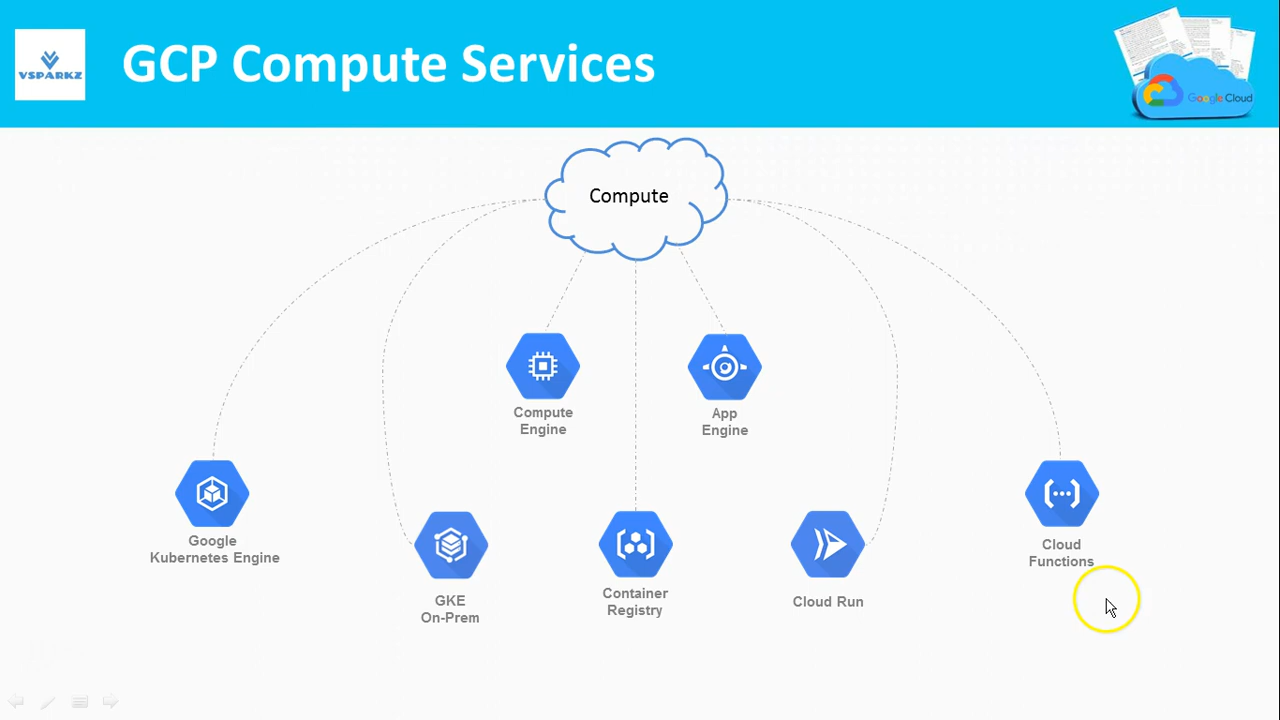 VSPARKZ
GCP Compute Services
Google Cloud
Compute
Compute
Engine
App
Engine
Google
Kubernetes Engine
GKE
On-Prem
Container
Registry
Cloud Run
Cloud
Functions